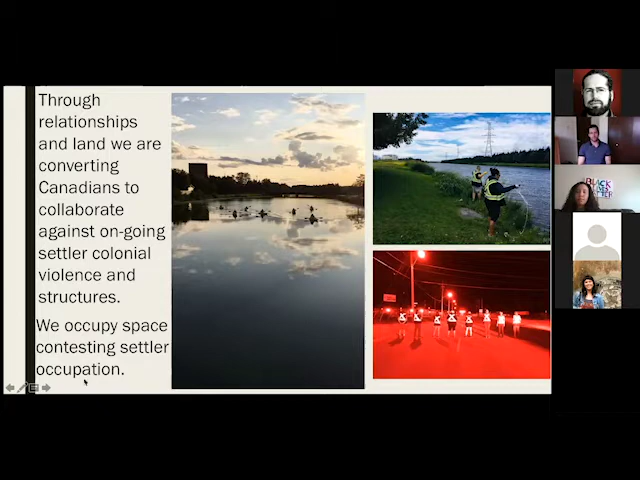 Through
relationships
and land we are
converting
Canadians to
collaborate
against on-going
settler colonial
violence and
structures.
We occupy space
contesting settler
occupation.
BLACK